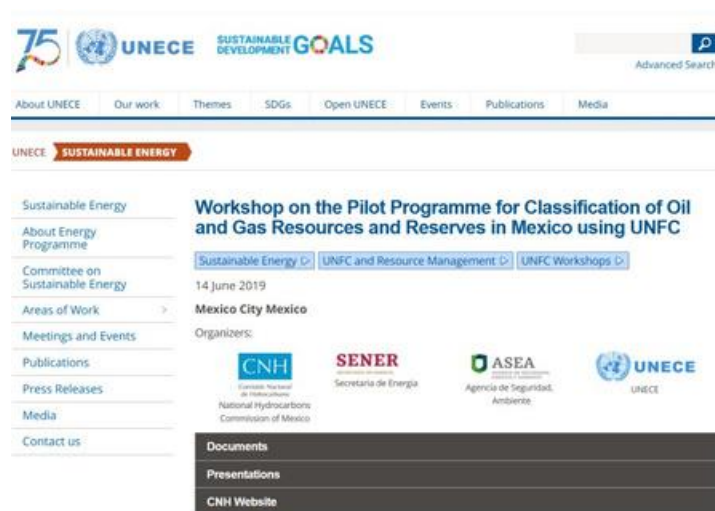 75 UNECE SUSTAINABLE DEVELOPMENT GOALS
Advanced Search
About UNECE Our work Themes SDGs Open UNECE Events Publications Media
UNECE SUSTAINABLE ENERGY
Sustainable Energy
About Energy
Programme
Committee on
Sustainable Energy
Areas of Work
Meetings and Events
Publications
Press Releases
Media
Contact us
Workshop on the Pilot Programme for Classification of Oil
and Gas Resources and Reserves in Mexico using UNFC
Sustainable Energy UNFC and Resource Management UNFC Workshops
14 June 2019
Mexico City Mexico
Organizers:
CNH
Comisión Nacional
de Hidrocarburos
National Hydrocarbons
Commission of Mexico
SENER
Secretaria de Energia
ASEA
Agencia de Seguridad,
Ambiente
UNECE
UNECE
Documents
Presentations
CNH Website